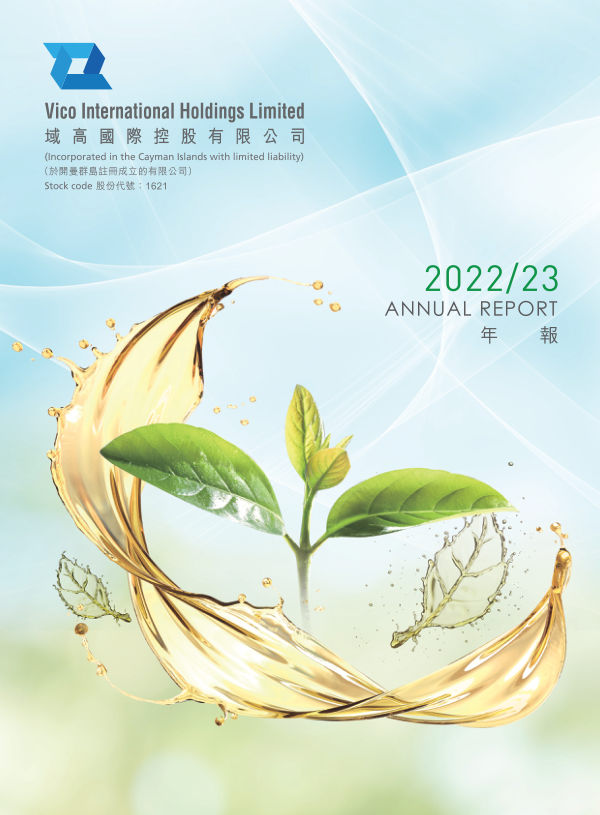 Vico International Holdings Limited
域高國際控股有限公司
(Incorporated in the Cayman Islands with limited liability)
（於開曼群島註冊成立的有限公司）
Stock code 股份代號：1621
2022/23
ANNUAL REPORT
年 報